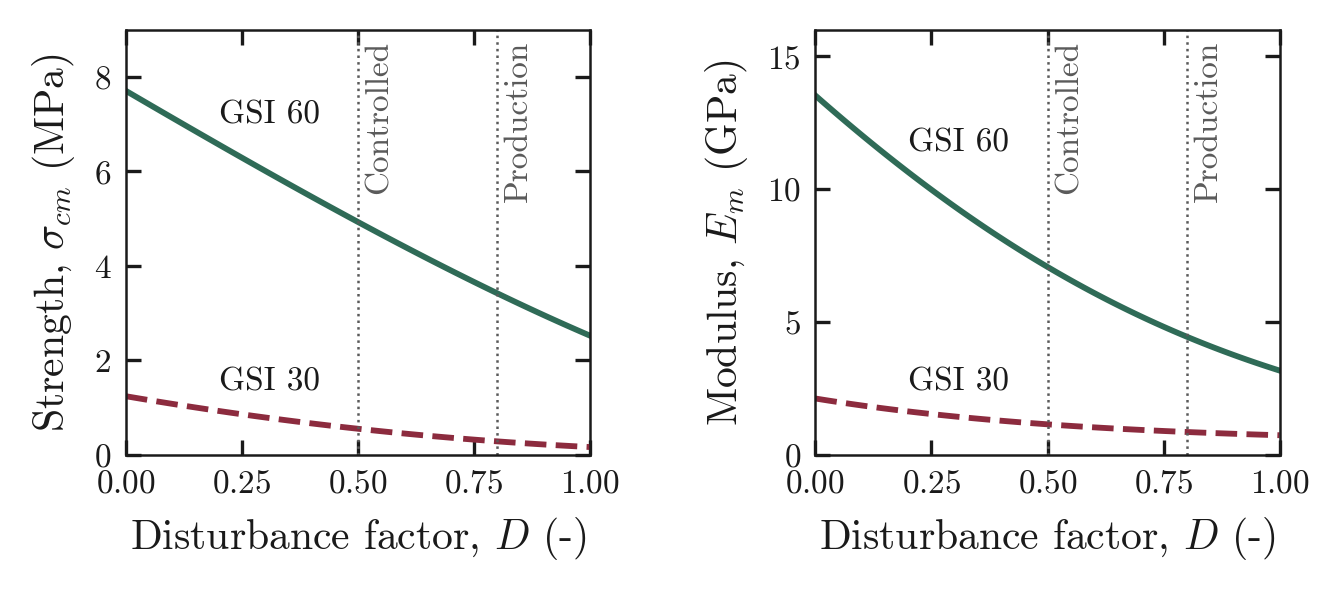 Strength, σcm (MPa)
8
6
4
2
0
GSI 60
GSI 30
Controlled
Production
0.00 0.25 0.50 0.75 1.00
Disturbance factor, D (-)
Modulus, Em (GPa)
15
10
5
0
GSI 60
GSI 30
Controlled
Production
0.00 0.25 0.50 0.75 1.00
Disturbance factor, D (-)